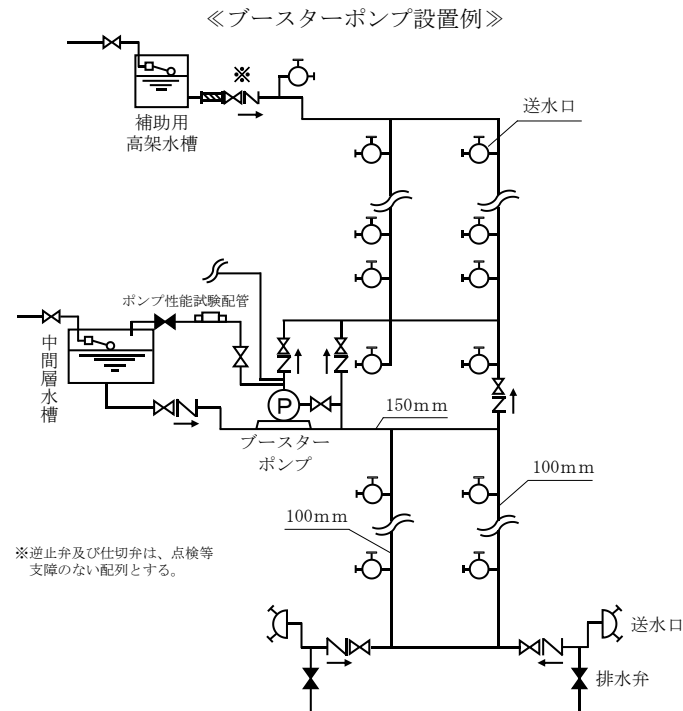 ≪ブースターポンプ設置例≫
※
補助用
高架水槽
送水口
ポンプ性能試験配管
中間層水槽
P
ブースター
ポンプ
150mm
100mm
100mm
※逆止弁及び仕切弁は、点検等
支障のない配列とする。
送水口
排水弁